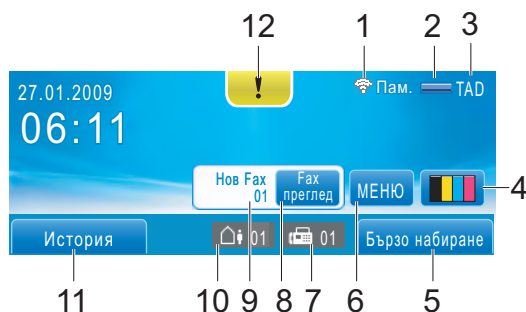 12 1 2 3
27.01.2009 ! Пам. TAD
06:11
Нов Fax 01
Fax преглед
МЕНЮ
4
История 01 01 Бързо набиране
11 10 9 8 7 6 5